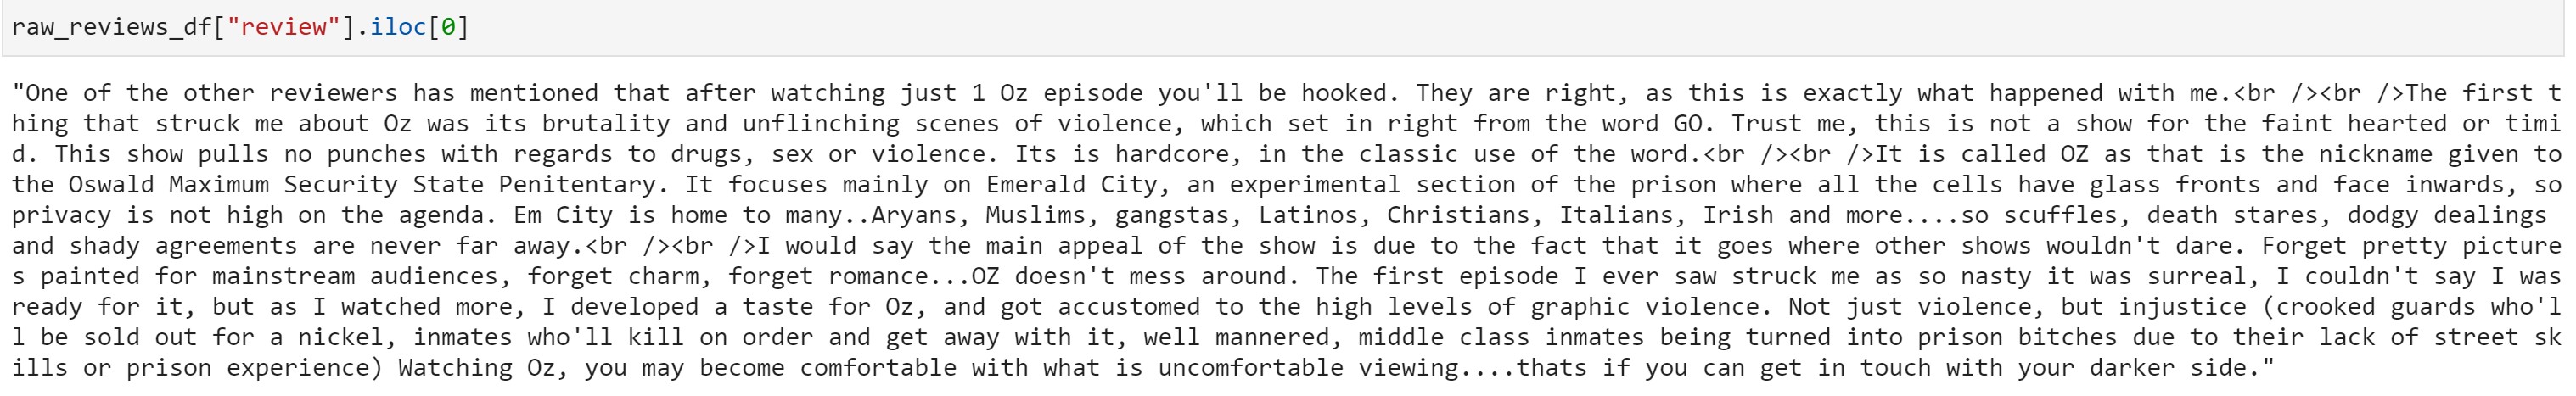 raw_reviews_df["review"].iloc[0]
"One of the other reviewers has mentioned that after watching just 1 Oz episode you'll be hooked. They are right, as this is exactly what happened with me.<br /><br />The first t
hing that struck me about Oz was its brutality and unflinching scenes of violence, which set in right from the word GO. Trust me, this is not a show for the faint hearted or timi
d. This show pulls no punches with regards to drugs, sex or violence. Its is hardcore, in the classic use of the word.<br /><br />It is called OZ as that is the nickname given to
the Oswald Maximum Security State Penitentary. It focuses mainly on Emerald City, an experimental section of the prison where all the cells have glass fronts and face inwards, so
privacy is not high on the agenda. Em City is home to many..Aryans, Muslims, gangstas, Latinos, Christians, Italians, Irish and more....so scuffles, death stares, dodgy dealings
and shady agreements are never far away.<br /><br />I would say the main appeal of the show is due to the fact that it goes where other shows wouldn't dare. Forget pretty picture
s painted for mainstream audiences, forget charm, forget romance...OZ doesn't mess around. The first episode I ever saw struck me as so nasty it was surreal, I couldn't say I was
ready for it, but as I watched more, I developed a taste for Oz, and got accustomed to the high levels of graphic violence. Not just violence, but injustice (crooked guards who'l
l be sold out for a nickel, inmates who'll kill on order and get away with it, well mannered, middle class inmates being turned into prison bitches due to their lack of street sk
ills or prison experience) Watching Oz, you may become comfortable with what is uncomfortable viewing....thats if you can get in touch with your darker side."